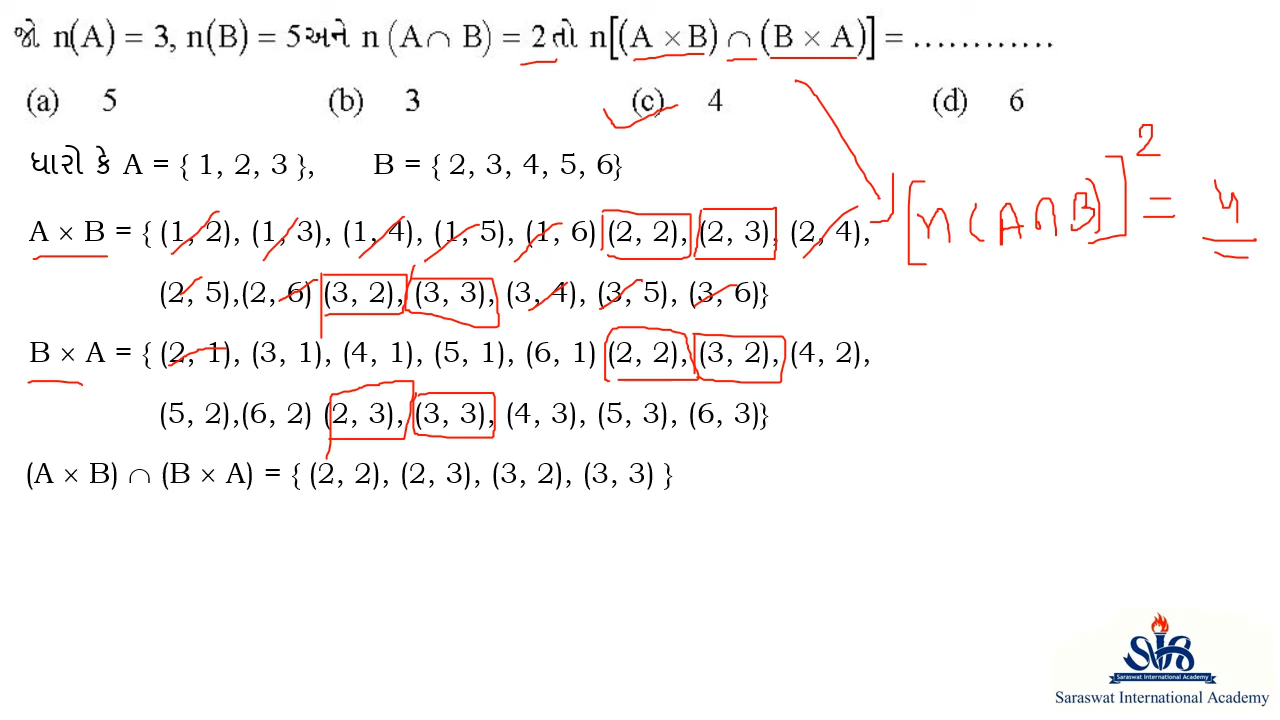 જો n(A) = 3, n(B) = 5 અને n (A ∩ B) = 2 તો n[(A × B) ∩ (B × A)] = ............
(a) 5 (b) 3 (c) 4 (d) 6
ધારો કે A = { 1, 2, 3 }, B = { 2, 3, 4, 5, 6}
A × B = { (1, 2), (1, 3), (1, 4), (1, 5), (1, 6) (2, 2), (2, 3), (2, 4),
[n(A∩B)]² = 4
(2, 5),(2, 6) (3, 2), (3, 3), (3, 4), (3, 5), (3, 6)}
B × A = { (2, 1), (3, 1), (4, 1), (5, 1), (6, 1) (2, 2), (3, 2), (4, 2),
(5, 2),(6, 2) (2, 3), (3, 3), (4, 3), (5, 3), (6, 3)}
(A × B) ∩ (B × A) = { (2, 2), (2, 3), (3, 2), (3, 3) }
SIS
Saraswat International Academy
Saraswat International Academy